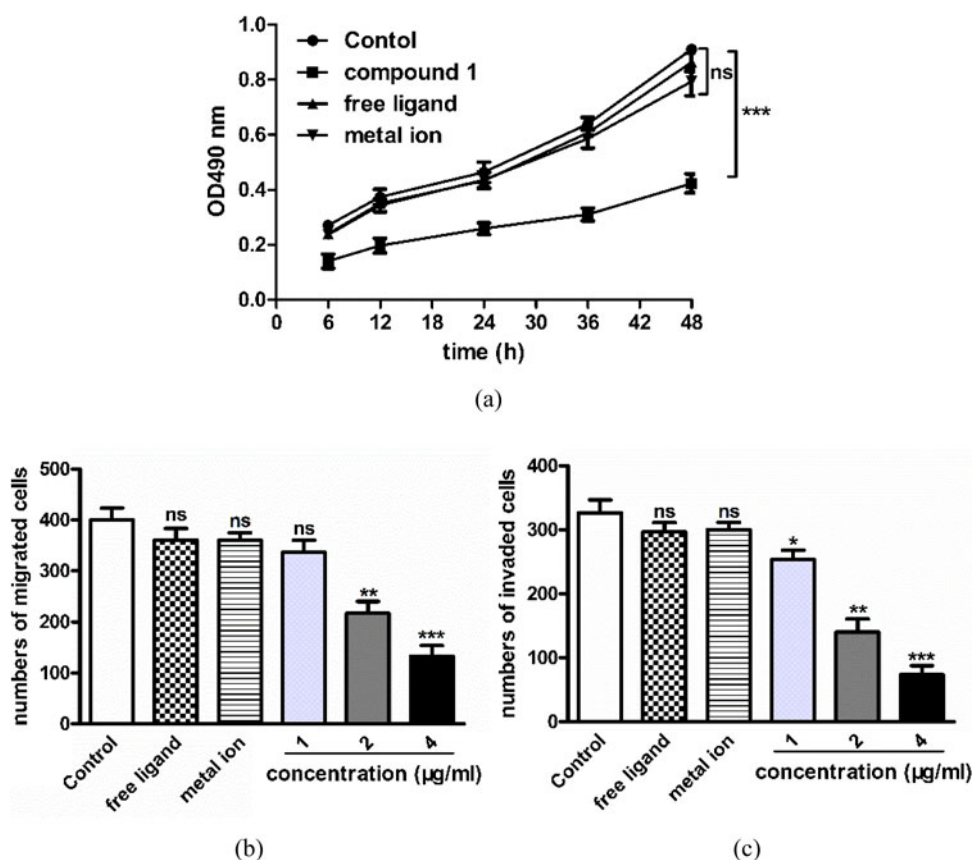 Contol
compound 1
free ligand
metal ion
ns
***
OD490 nm
1.0
0.8
0.6
0.4
0.2
0.0
0 6 12 18 24 30 36 42 48
time (h)
(a)
numbers of migrated cells
500
400
300
200
100
0
ns
ns
ns
**
***
Control
free ligand
metal ion
1 2 4
concentration (µg/ml)
(b)
numbers of invaded cells
400
300
200
100
0
ns
ns
*
**
***
Control
free ligand
metal ion
1 2 4
concentration (µg/ml)
(c)